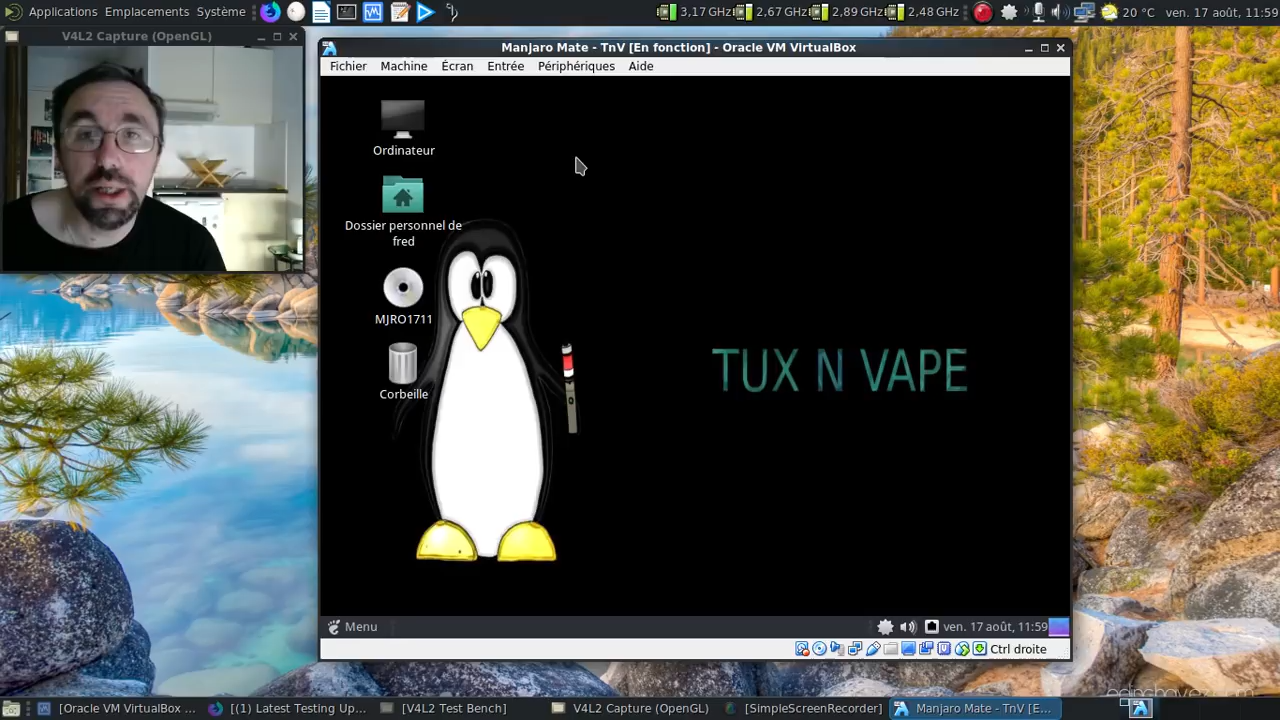 Applications Emplacements Système 3,17 GHz 2,67 GHz 2,89 GHz 2,48 GHz 20 °C ven. 17 août, 11:59
V4L2 Capture (OpenGL)
Manjaro Mate - TnV [En fonction] - Oracle VM VirtualBox
Fichier Machine Écran Entrée Périphériques Aide
Ordinateur
Dossier personnel de
fred
MJRO1711
Corbeille
TUX N VAPE
Menu ven. 17 août, 11:59
Ctrl droite
[Oracle VM VirtualBox ... [(1) Latest Testing Up... [V4L2 Test Bench] V4L2 Capture (OpenGL) [SimpleScreenRecorder] Manjaro Mate - TnV [E...